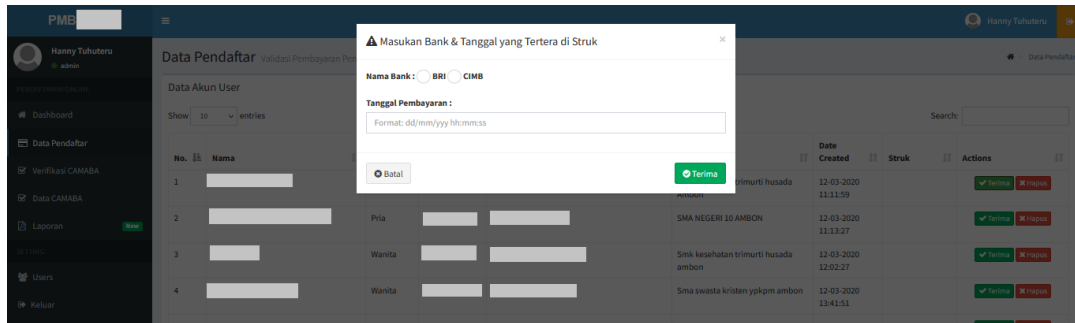 PMB
Hanny Tuhuteru
Hanny Tuhuteru
admin
Data Pendaftar Validasi Pembayaran Pen
Data Pendaftar
Dashboard
Data Pendaftar
Verifikasi CAMABA
Data CAMABA
Laporan New
SETTING
Users
Keluar
Masukan Bank & Tanggal yang Tertera di Struk ×
Nama Bank : BRI CIMB
Tanggal Pembayaran :
Format: dd/mm/yyy hh:mm:ss
Batal Terima
Data Akun User
Show 10 entries Search:
No. Nama Date Created Struk Actions
1 trimurti husada 12-03-2020 Terima Hapus
11:11:59
2 Pria SMA NEGERI 10 AMBON 12-03-2020 Terima Hapus
11:13:27
3 Wanita Smk kesehatan trimurti husada 12-03-2020 Terima Hapus
ambon 12:02:27
4 Wanita Sma swasta kristen ypkpm ambon 12-03-2020 Terima Hapus
13:41:51